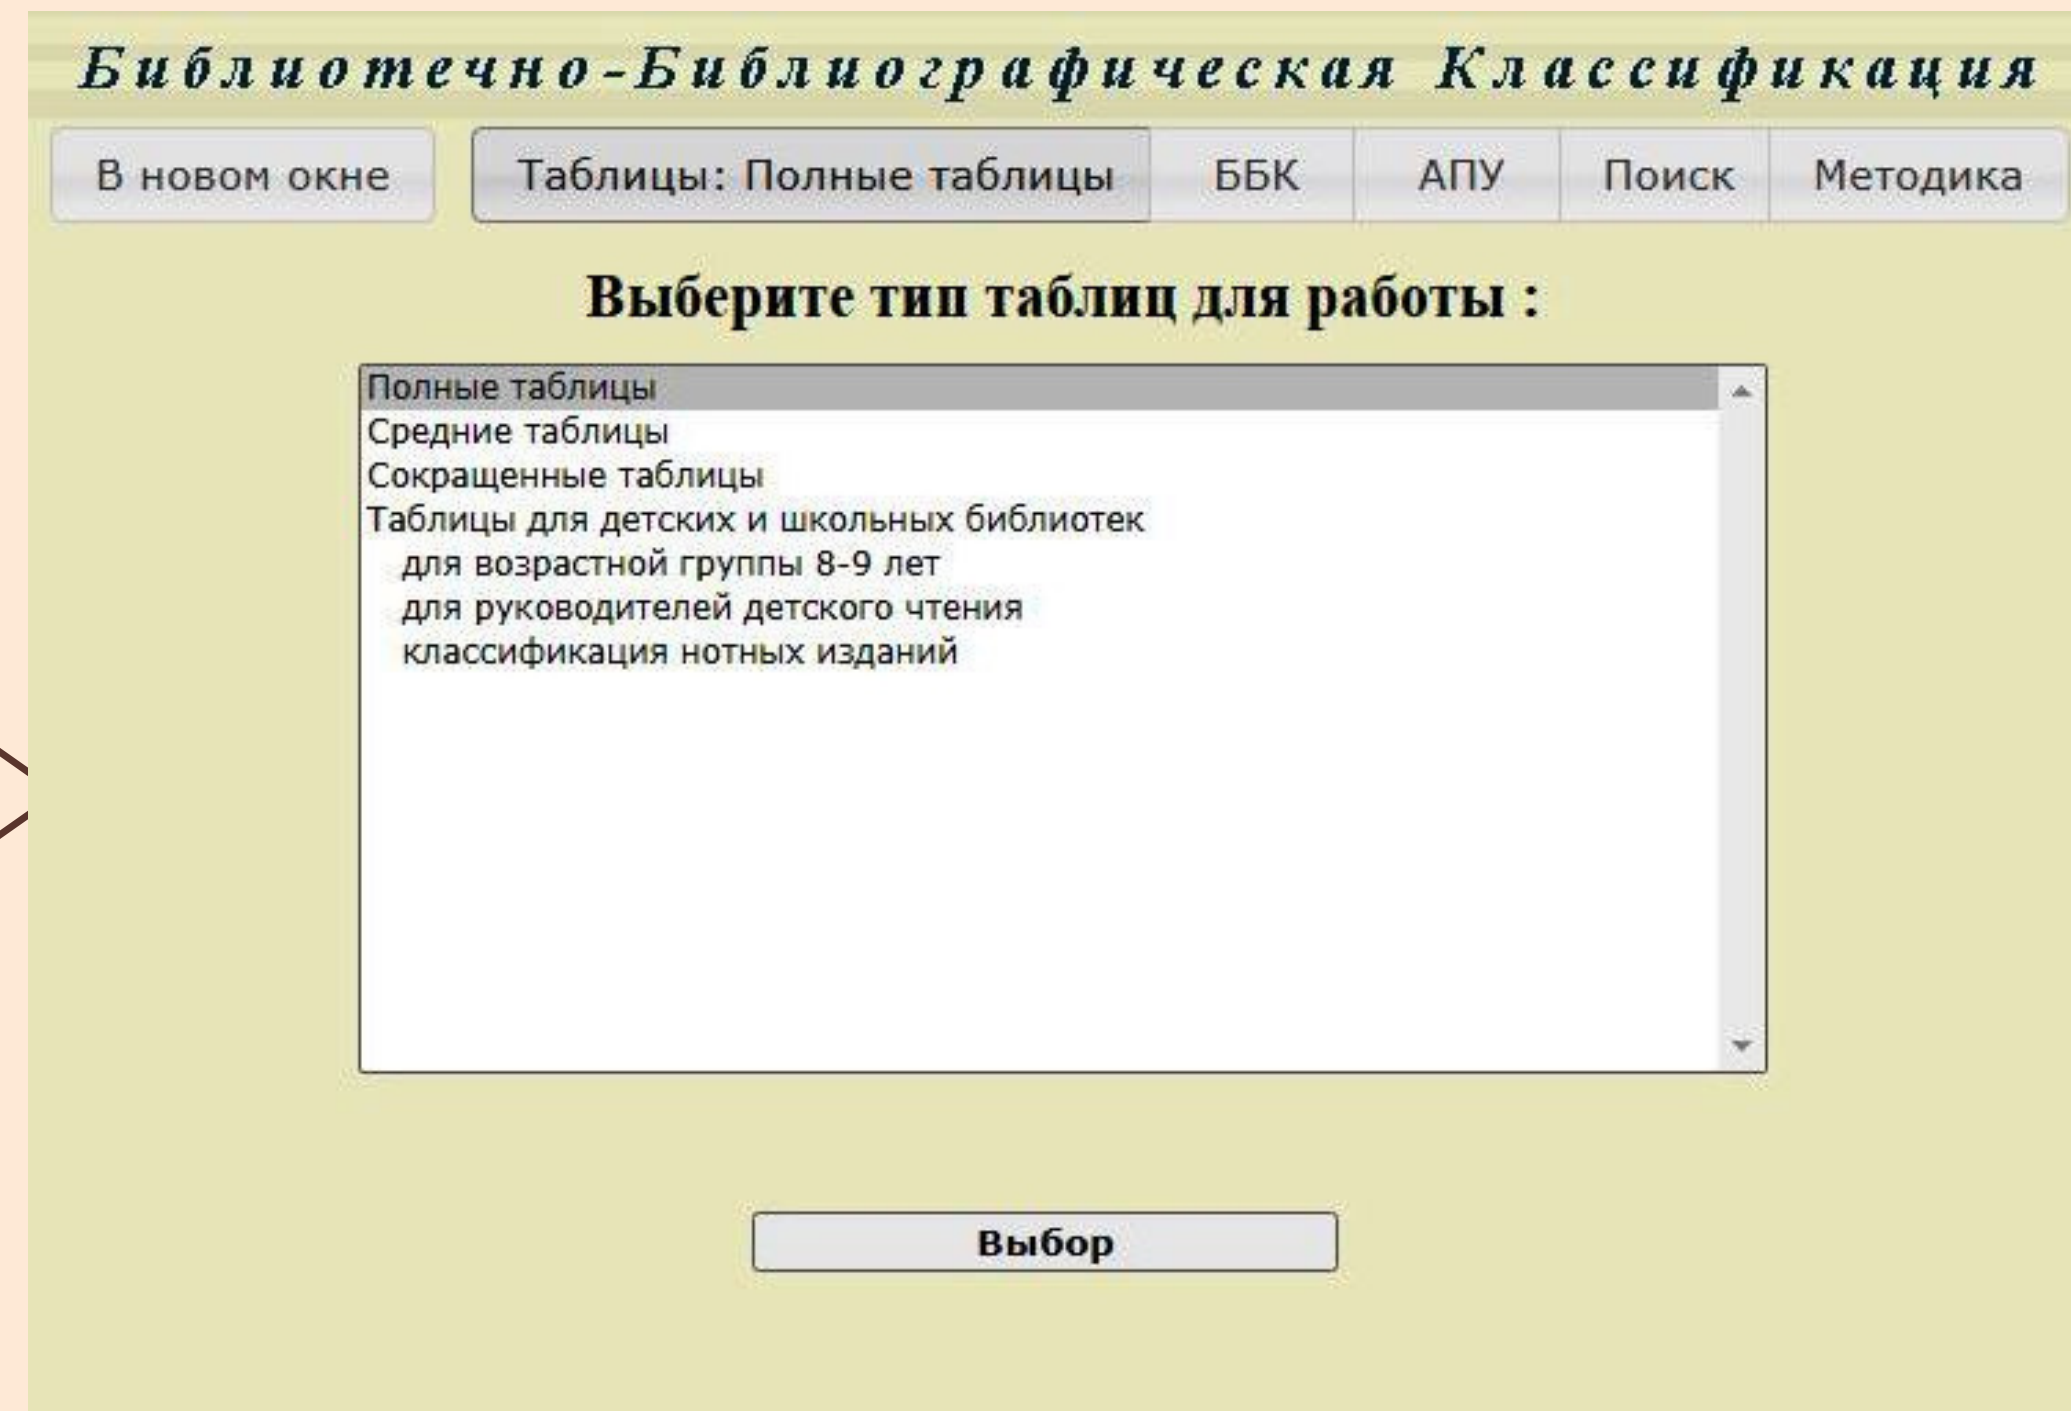 Библиотечно-Библиографическая Классификация
В новом окне Таблицы: Полные таблицы ББК АПУ Поиск Методика
Выберите тип таблиц для работы :
Полные таблицы
Средние таблицы
Сокращенные таблицы
Таблицы для детских и школьных библиотек
для возрастной группы 8-9 лет
для руководителей детского чтения
классификация нотных изданий
Выбор